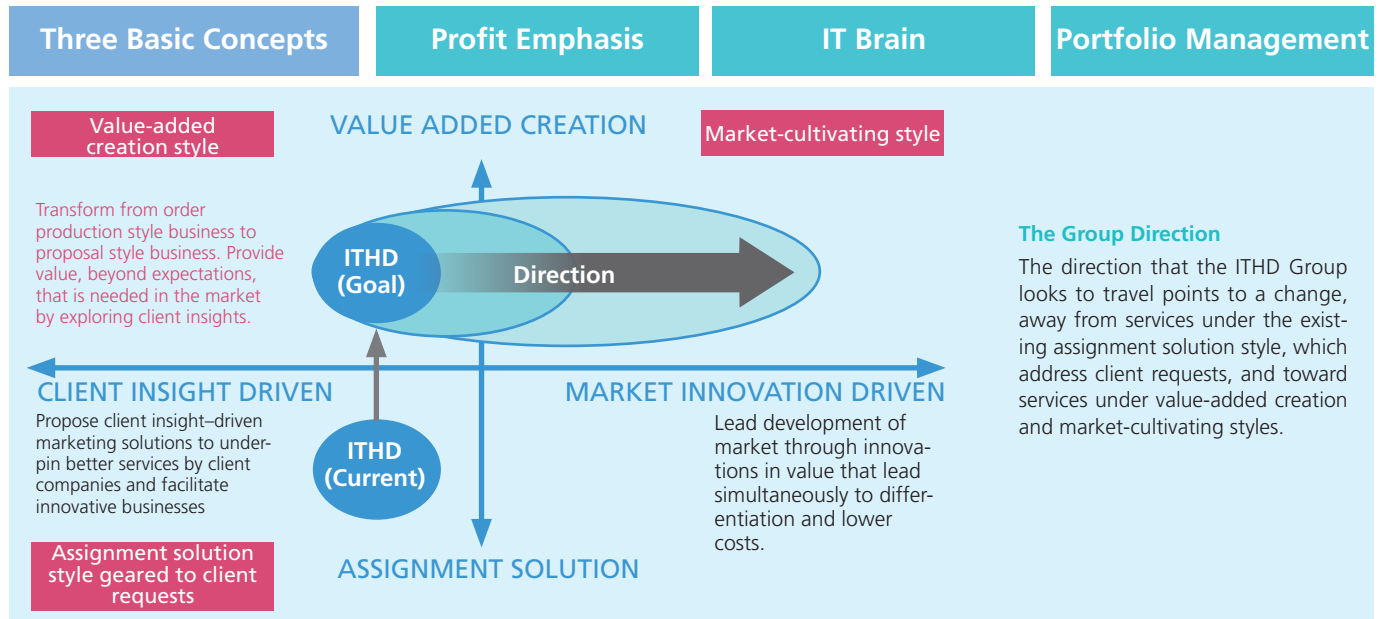 Three Basic Concepts
Profit Emphasis
IT Brain
Portfolio Management
Value-added
creation style
VALUE ADDED CREATION
Market-cultivating style
Transform from order
production style business to
proposal style business. Provide
value, beyond expectations,
that is needed in the market
by exploring client insights.
ITHD
(Goal)
Direction
The Group Direction
The direction that the ITHD Group
looks to travel points to a change,
away from services under the exist-
ing assignment solution style, which
address client requests, and toward
services under value-added creation
and market-cultivating styles.
CLIENT INSIGHT DRIVEN
MARKET INNOVATION DRIVEN
Propose client insight–driven
marketing solutions to under-
pin better services by client
companies and facilitate
innovative businesses
ITHD
(Current)
Lead development of
market through innova-
tions in value that lead
simultaneously to differ-
entiation and lower
costs.
Assignment solution
style geared to client
requests
ASSIGNMENT SOLUTION